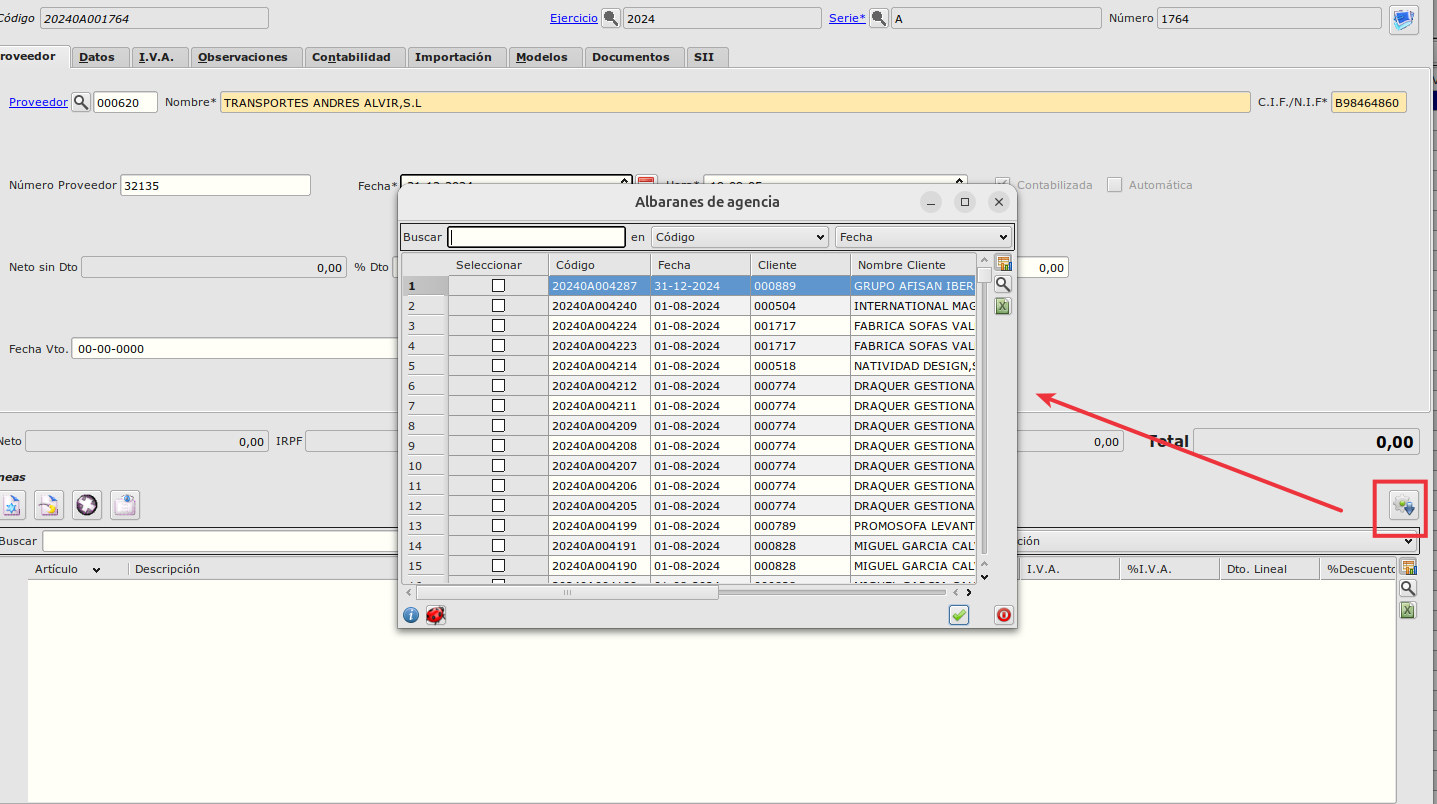 Código 20240A001764 Ejercicio 2024 Serie* A Número 1764
roveedor Datos I.V.A. Observaciones Contabilidad Importación Modelos Documentos SII
Proveedor 000620 Nombre* TRANSPORTES ANDRES ALVIR,S.L C.I.F./N.I.F* B98464860
Número Proveedor 32135 Fecha* Contabilizada Automática
Neto sin Dto 0,00 % Dto 0,00
Fecha Vto. 00-00-0000
Neto 0,00 IRPF 0,00 Total 0,00
neas
Buscar ción
Artículo Descripción I.V.A. %I.V.A. Dto. Lineal %Descuento
Albaranes de agencia
Buscar en Código Fecha
Seleccionar Código Fecha Cliente Nombre Cliente
1 20240A004287 31-12-2024 000889 GRUPO AFISAN IBER
2 20240A004240 01-08-2024 000504 INTERNATIONAL MAG
3 20240A004224 01-08-2024 001717 FABRICA SOFAS VAL
4 20240A004223 01-08-2024 001717 FABRICA SOFAS VAL
5 20240A004214 01-08-2024 000518 NATIVIDAD DESIGN,S
6 20240A004212 01-08-2024 000774 DRAQUER GESTIONA
7 20240A004211 01-08-2024 000774 DRAQUER GESTIONA
8 20240A004209 01-08-2024 000774 DRAQUER GESTIONA
9 20240A004208 01-08-2024 000774 DRAQUER GESTIONA
10 20240A004207 01-08-2024 000774 DRAQUER GESTIONA
11 20240A004206 01-08-2024 000774 DRAQUER GESTIONA
12 20240A004205 01-08-2024 000774 DRAQUER GESTIONA
13 20240A004199 01-08-2024 000789 PROMOSOFA LEVANT
14 20240A004191 01-08-2024 000828 MIGUEL GARCIA CAL
15 20240A004190 01-08-2024 000828 MIGUEL GARCIA CAL